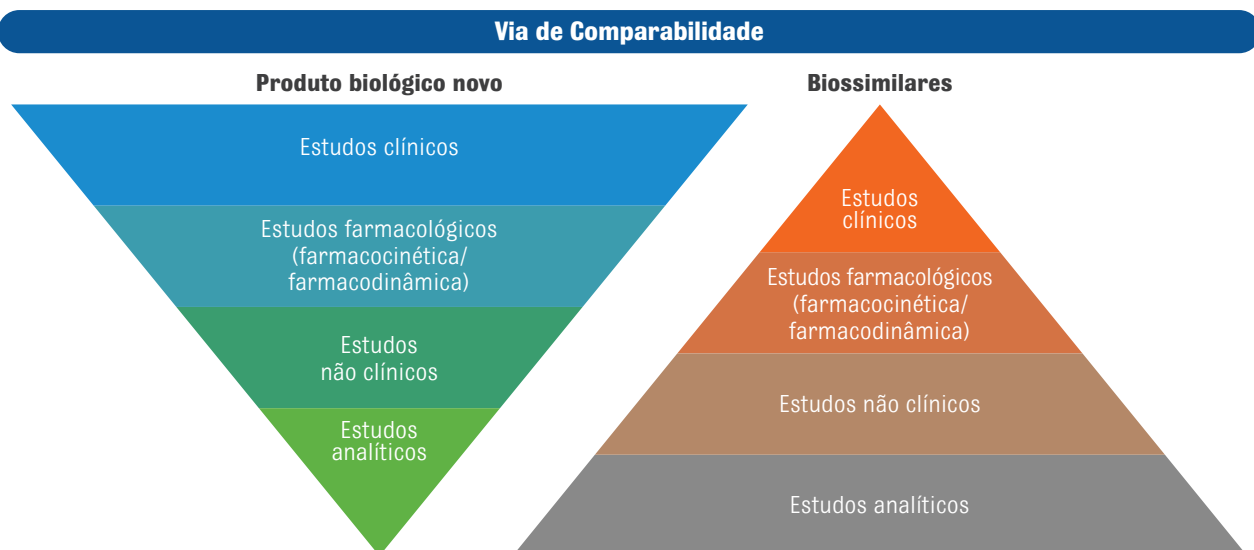 Via de Comparabilidade
Produto biológico novo
Estudos clínicos
Estudos farmacológicos
(farmacocinética/
farmacodinâmica)
Estudos
não clínicos
Estudos
analíticos
Biossimilares
Estudos
clínicos
Estudos farmacológicos
(farmacocinética/
farmacodinâmica)
Estudos não clínicos
Estudos analíticos